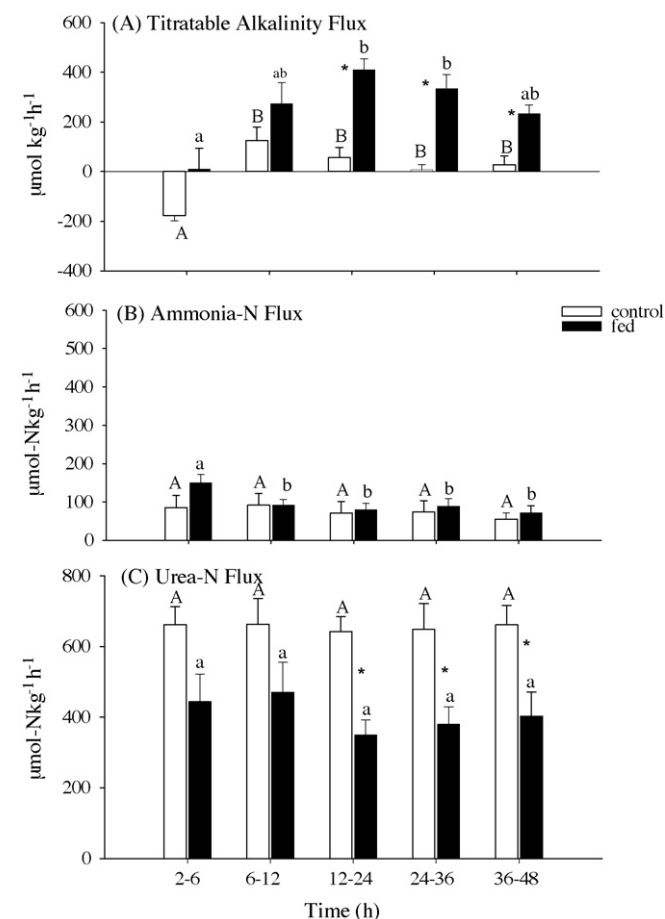 (A) Titratable Alkalinity Flux
600
400
200
0
-200
-400
µmol kg⁻¹h⁻¹
A
a
B
ab
B
*
b
B
*
b
B
*
ab
(B) Ammonia-N Flux
control
fed
600
500
400
300
200
100
0
µmol-Nkg⁻¹h⁻¹
A
a
A
b
A
b
A
b
A
b
(C) Urea-N Flux
800
600
400
200
0
µmol-Nkg⁻¹h⁻¹
A
a
A
a
A
*
a
A
*
a
A
*
a
2-6
6-12
12-24
24-36
36-48
Time (h)